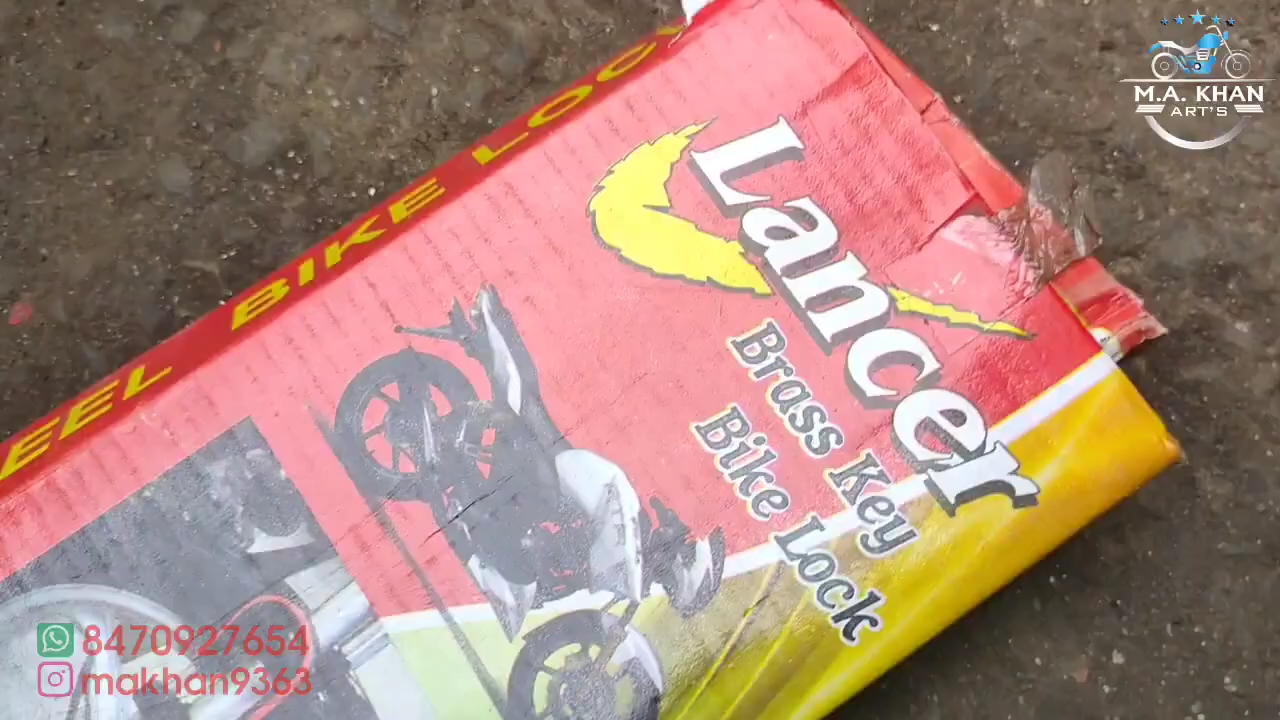 M.A. KHAN
ART'S
EEL BIKE LOCK
Lancer
Brass Key
Bike Lock
8470927654
makhan9363